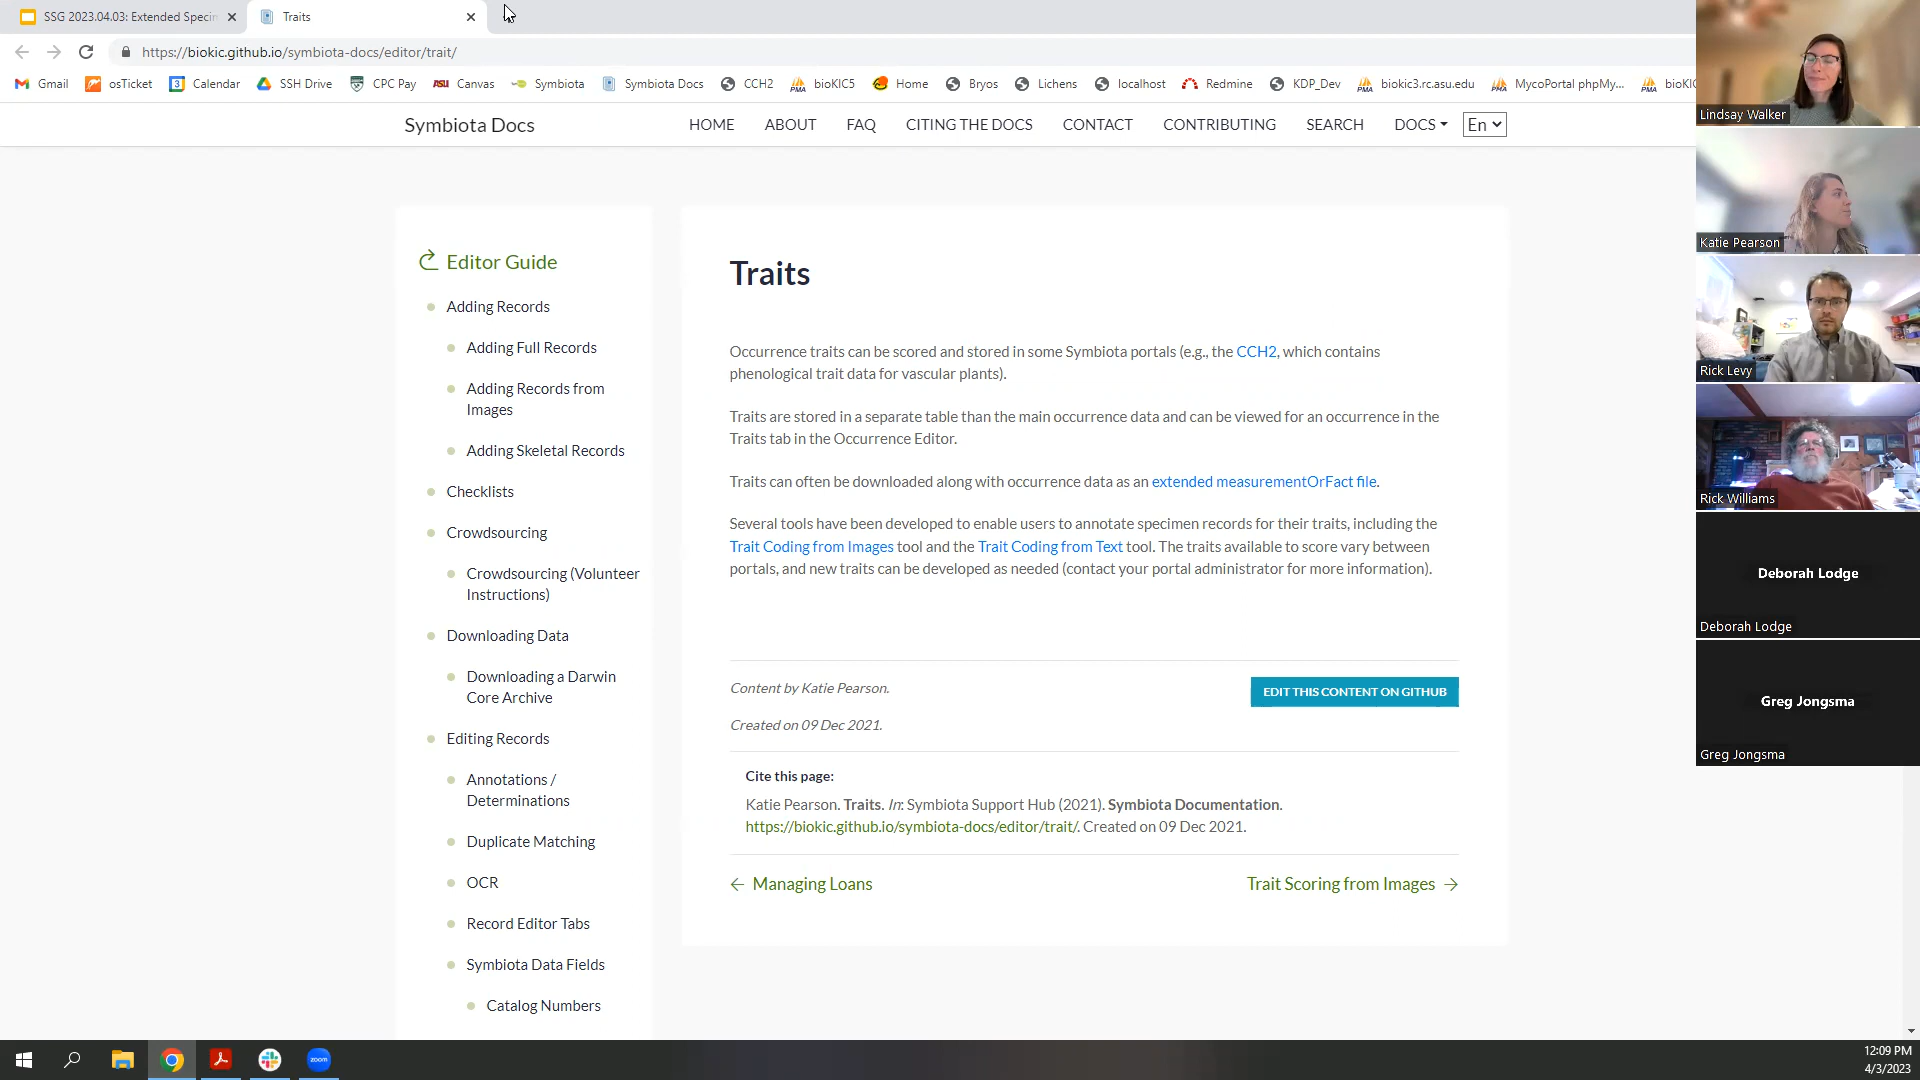 SSG 2023.04.03: Extended Specin
Traits
https://biokic.github.io/symbiota-docs/editor/trait/
Gmail
osTicket
Calendar
SSH Drive
CPC Pay
ASU Canvas
Symbiota
Symbiota Docs
CCH2
PMA bioKIC5
Home
Bryos
Lichens
localhost
Redmine
KDP_Dev
PMA biokic3.rc.asu.edu
PMA MycoPortal phpMy...
PMA bioKIC
Symbiota Docs
HOME
ABOUT
FAQ
CITING THE DOCS
CONTACT
CONTRIBUTING
SEARCH
DOCS
En
Editor Guide
Adding Records
Adding Full Records
Adding Records from
Images
Adding Skeletal Records
Checklists
Crowdsourcing
Crowdsourcing (Volunteer
Instructions)
Downloading Data
Downloading a Darwin
Core Archive
Editing Records
Annotations /
Determinations
Duplicate Matching
OCR
Record Editor Tabs
Symbiota Data Fields
Catalog Numbers
Traits
Occurrence traits can be scored and stored in some Symbiota portals (e.g., the CCH2, which contains
phenological trait data for vascular plants).
Traits are stored in a separate table than the main occurrence data and can be viewed for an occurrence in the
Traits tab in the Occurrence Editor.
Traits can often be downloaded along with occurrence data as an extended measurementOrFact file.
Several tools have been developed to enable users to annotate specimen records for their traits, including the
Trait Coding from Images tool and the Trait Coding from Text tool. The traits available to score vary between
portals, and new traits can be developed as needed (contact your portal administrator for more information).
Content by Katie Pearson.
EDIT THIS CONTENT ON GITHUB
Created on 09 Dec 2021.
Cite this page:
Katie Pearson. Traits. In: Symbiota Support Hub (2021). Symbiota Documentation.
https://biokic.github.io/symbiota-docs/editor/trait/. Created on 09 Dec 2021.
← Managing Loans
Trait Scoring from Images →
Lindsay Walker
Katie Pearson
Rick Levy
Rick Williams
Deborah Lodge
Deborah Lodge
Greg Jongsma
Greg Jongsma
zoom
12:09 PM
4/3/2023